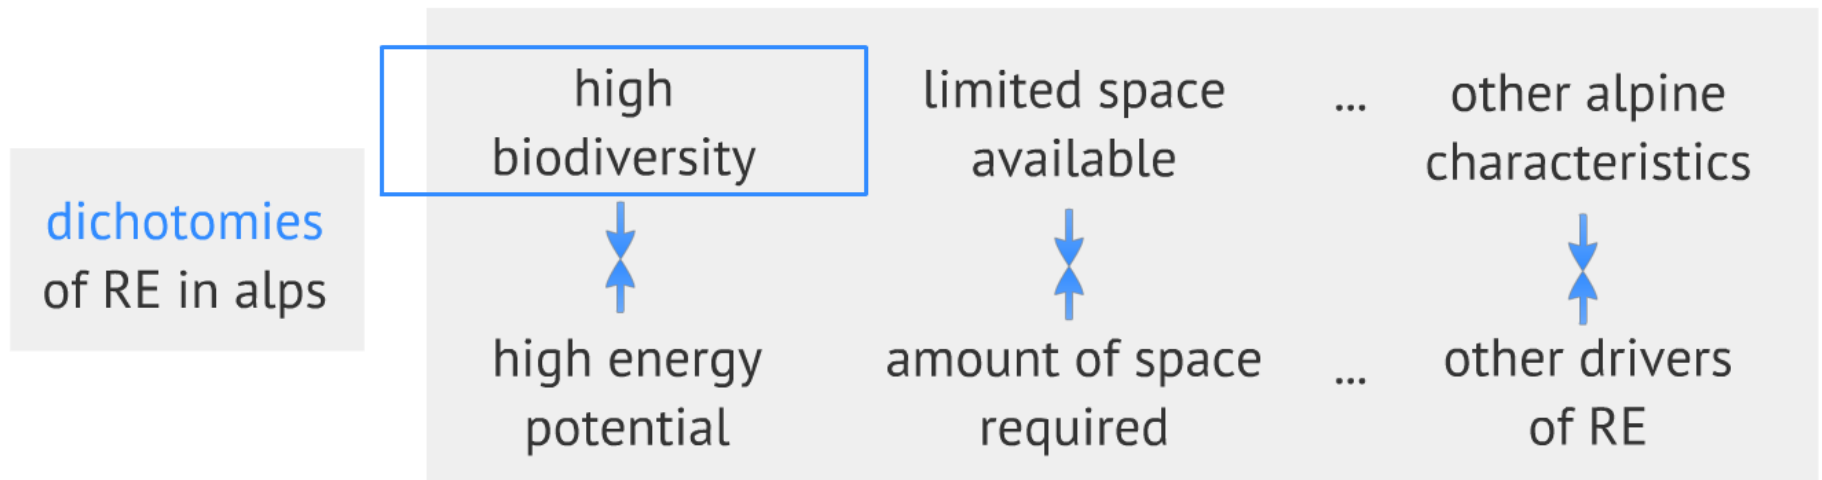 dichotomies
of RE in alps
high
biodiversity
limited space
available
...
other alpine
characteristics
high energy
potential
amount of space
required
...
other drivers
of RE